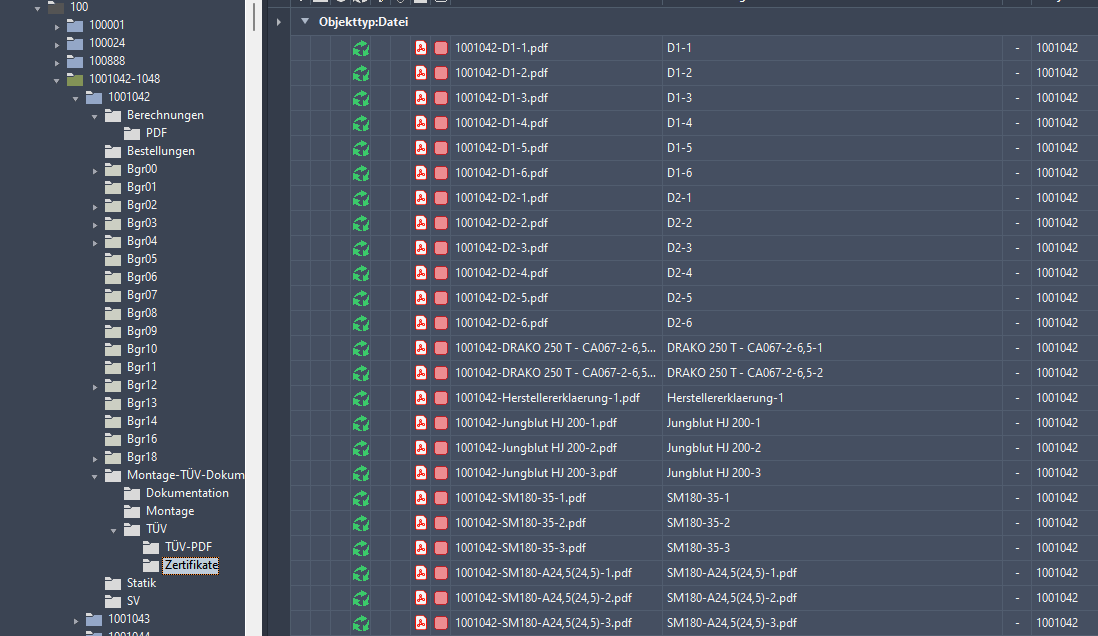 100
100001
100024
100888
1001042-1048
1001042
Berechnungen
PDF
Bestellungen
Bgr00
Bgr01
Bgr02
Bgr03
Bgr04
Bgr05
Bgr06
Bgr07
Bgr08
Bgr09
Bgr10
Bgr11
Bgr12
Bgr13
Bgr14
Bgr16
Bgr18
Montage-TÜV-Dokum
Dokumentation
Montage
TÜV
TÜV-PDF
Zertifikate
Statik
SV
1001043
1001044
Objekttyp:Datei
1001042-D1-1.pdf D1-1 - 1001042
1001042-D1-2.pdf D1-2 - 1001042
1001042-D1-3.pdf D1-3 - 1001042
1001042-D1-4.pdf D1-4 - 1001042
1001042-D1-5.pdf D1-5 - 1001042
1001042-D1-6.pdf D1-6 - 1001042
1001042-D2-1.pdf D2-1 - 1001042
1001042-D2-2.pdf D2-2 - 1001042
1001042-D2-3.pdf D2-3 - 1001042
1001042-D2-4.pdf D2-4 - 1001042
1001042-D2-5.pdf D2-5 - 1001042
1001042-D2-6.pdf D2-6 - 1001042
1001042-DRAKO 250 T - CA067-2-6,5... DRAKO 250 T - CA067-2-6,5-1 - 1001042
1001042-DRAKO 250 T - CA067-2-6,5... DRAKO 250 T - CA067-2-6,5-2 - 1001042
1001042-Herstellererklaerung-1.pdf Herstellererklaerung-1 - 1001042
1001042-Jungblut HJ 200-1.pdf Jungblut HJ 200-1 - 1001042
1001042-Jungblut HJ 200-2.pdf Jungblut HJ 200-2 - 1001042
1001042-Jungblut HJ 200-3.pdf Jungblut HJ 200-3 - 1001042
1001042-SM180-35-1.pdf SM180-35-1 - 1001042
1001042-SM180-35-2.pdf SM180-35-2 - 1001042
1001042-SM180-35-3.pdf SM180-35-3 - 1001042
1001042-SM180-A24,5(24,5)-1.pdf SM180-A24,5(24,5)-1.pdf - 1001042
1001042-SM180-A24,5(24,5)-2.pdf SM180-A24,5(24,5)-2.pdf - 1001042
1001042-SM180-A24,5(24,5)-3.pdf SM180-A24,5(24,5)-3.pdf - 1001042